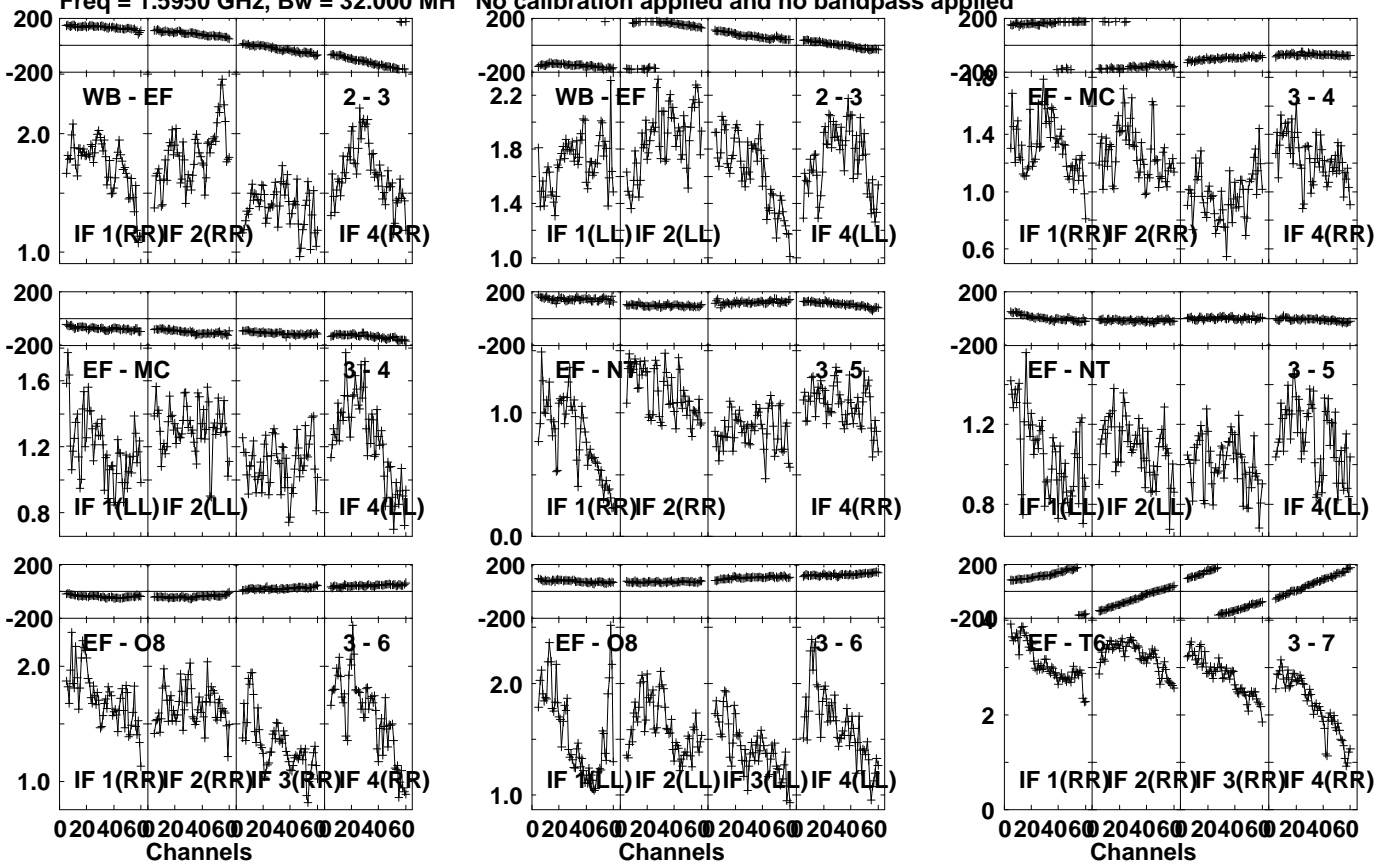 Freq = 1.5950 GHz, Bw = 32.000 MH No calibration applied and no bandpass applied
200 200 200
-200 -200 -200
WB - EF 2 - 3 WB - EF 2 - 3 EF - MC 3 - 4
2.0 2.2 1.8
1.8 1.4
1.4 1.0
1.0 1.0 0.6
IF 1(RR) IF 2(RR) IF 4(RR) IF 1(LL) IF 2(LL) IF 4(LL) IF 1(RR) IF 2(RR) IF 4(RR)
200 200 200
-200 -200 -200
EF - MC 3 - 4 EF - NT 3 - 5 EF - NT 3 - 5
1.6 1.0 1.2
1.2
0.8 0.0 0.8
IF 1(LL) IF 2(LL) IF 4(LL) IF 1(RR) IF 2(RR) IF 4(RR) IF 1(LL) IF 2(LL) IF 4(LL)
200 200 200
-200 -200 -200
4
EF - O8 3 - 6 EF - O8 3 - 6 EF - T6 3 - 7
2.0 2.0 2
1.0 1.0 0
IF 1(RR) IF 2(RR) IF 3(RR) IF 4(RR) IF 1(LL) IF 2(LL) IF 3(LL) IF 4(LL) IF 1(RR) IF 2(RR) IF 3(RR) IF 4(RR)
0 20 40 60 0 20 40 60 0 20 40 60 0 20 40 60 0 20 40 60 0 20 40 60 0 20 40 60 0 20 40 60 0 20 40 60 0 20 40 60 0 20 40 60 0 20 40 60
Channels Channels Channels